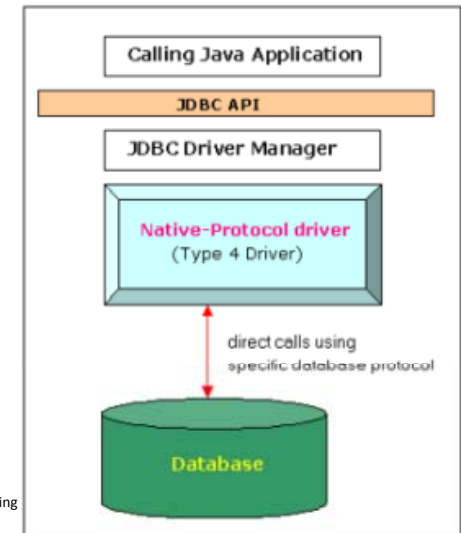 Calling Java Application
JDBC API
JDBC Driver Manager
Native-Protocol driver
(Type 4 Driver)
direct calls using
specific database protocol
Database
ing